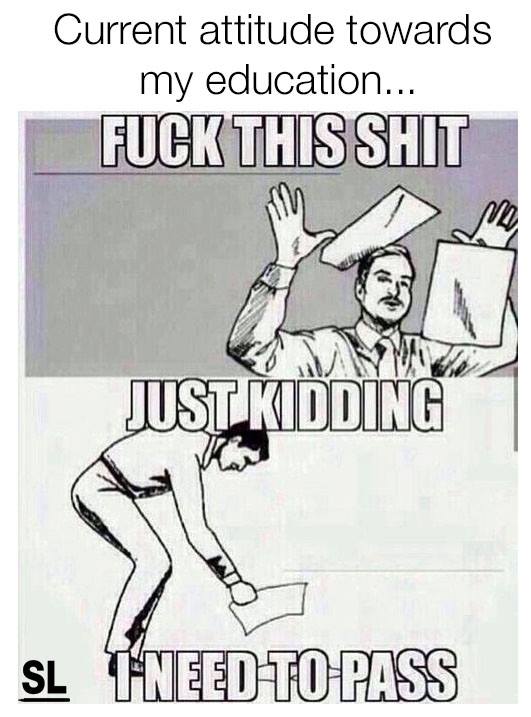 Current attitude towards
my education...
FUCK THIS SHIT
JUST KIDDING
I NEED TO PASS
SL